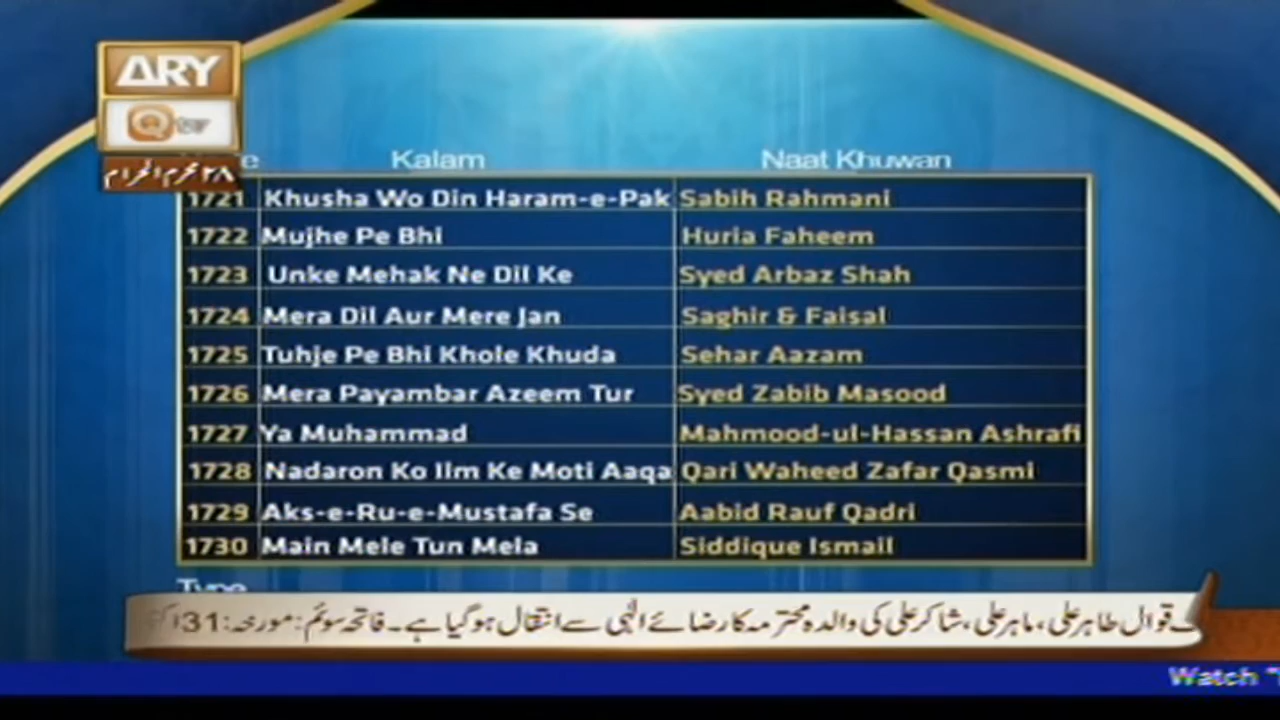 ARY
Qtv
۲۸ محرم الحرام
Kalam Naat Khuwan
1721 Khusha Wo Din Haram-e-Pak Sabih Rahmani
1722 Mujhe Pe Bhi Huria Faheem
1723 Unke Mehak Ne Dil Ke Syed Arbaz Shah
1724 Mera Dil Aur Mere Jan Saghir & Faisal
1725 Tuhje Pe Bhi Khole Khuda Sehar Aazam
1726 Mera Payambar Azeem Tur Syed Zabib Masood
1727 Ya Muhammad Mahmood-ul-Hassan Ashrafi
1728 Nadaron Ko Ilm Ke Moti Aaqa Qari Waheed Zafar Qasmi
1729 Aks-e-Ru-e-Mustafa Se Aabid Rauf Qadri
1730 Main Mele Tun Mela Siddique Ismail
Type
قوال طاہر علی، ماہر علی، شاکر علی کی والدہ محترمہ کا رضائے الٰہی سے انتقال ہو گیا ہے۔ فاتحہ سوئم: مورخہ: 31
Watch